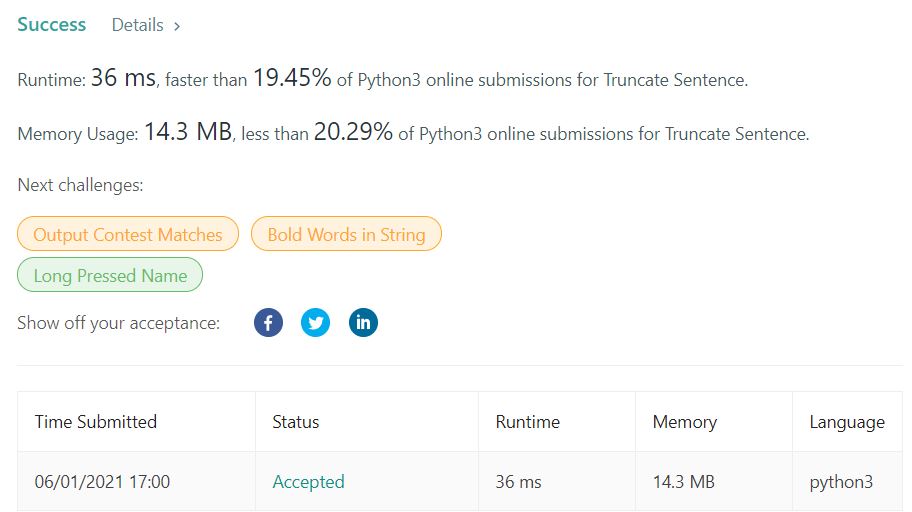 Success Details >
Runtime: 36 ms, faster than 19.45% of Python3 online submissions for Truncate Sentence.
Memory Usage: 14.3 MB, less than 20.29% of Python3 online submissions for Truncate Sentence.
Next challenges:
Output Contest Matches Bold Words in String
Long Pressed Name
Show off your acceptance: f in
Time Submitted Status Runtime Memory Language
06/01/2021 17:00 Accepted 36 ms 14.3 MB python3